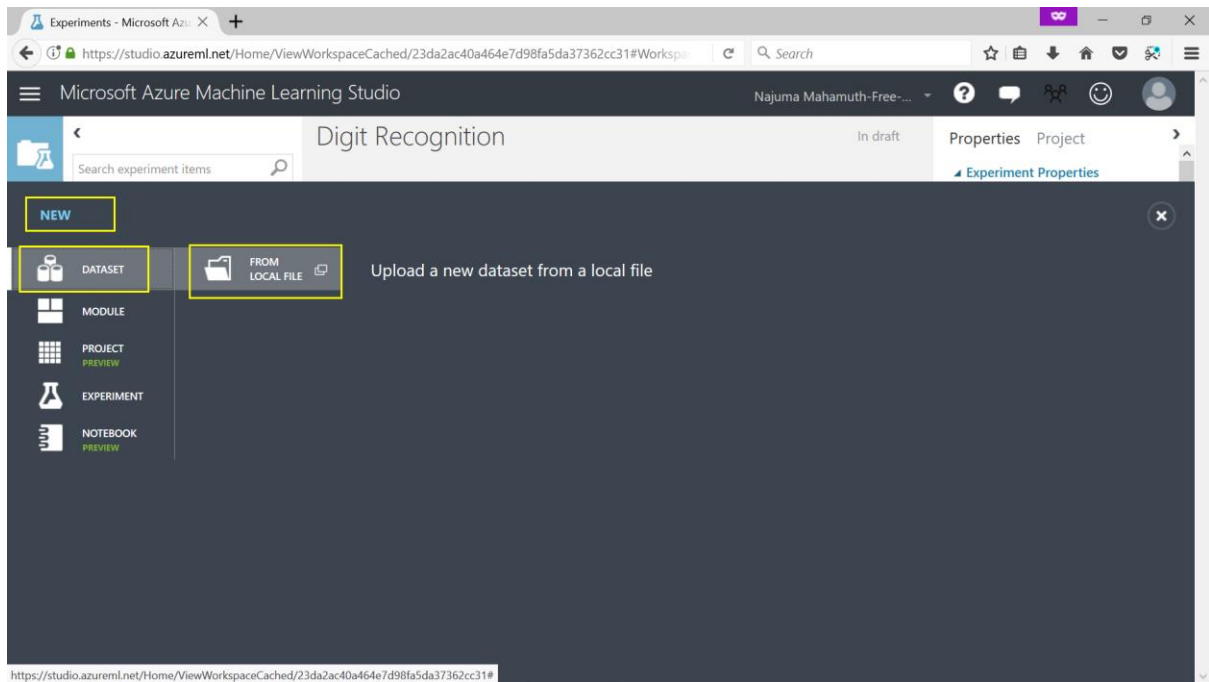 Experiments - Microsoft Azu
https://studio.azureml.net/Home/ViewWorkspaceCached/23da2ac40a464e7d98fa5da37362cc31#Workspa
Search
Microsoft Azure Machine Learning Studio
Najuma Mahamuth-Free-...
Search experiment items
Digit Recognition
In draft
Properties Project
Experiment Properties
NEW
DATASET
FROM
LOCAL FILE
Upload a new dataset from a local file
MODULE
PROJECT
PREVIEW
EXPERIMENT
NOTEBOOK
PREVIEW
https://studio.azureml.net/Home/ViewWorkspaceCached/23da2ac40a464e7d98fa5da37362cc31#